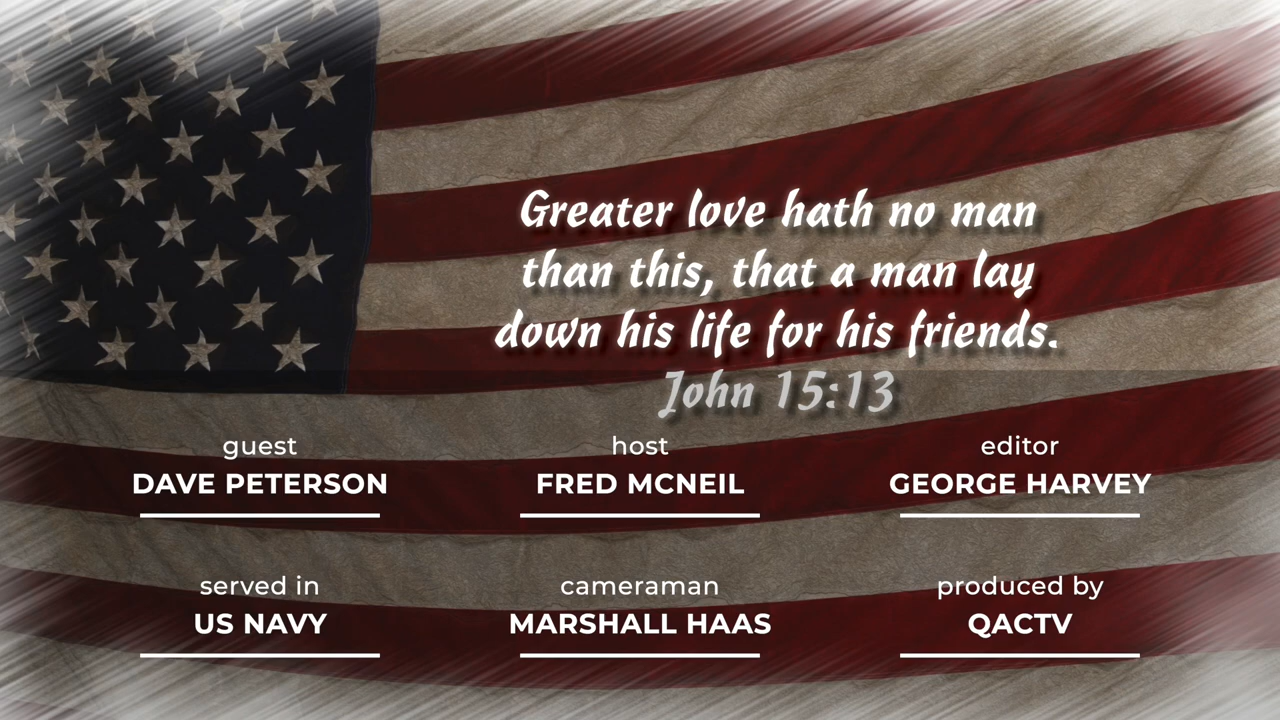 Greater love hath no man
than this, that a man lay
down his life for his friends.
John 15:13
guest
DAVE PETERSON
host
FRED MCNEIL
editor
GEORGE HARVEY
served in
US NAVY
cameraman
MARSHALL HAAS
produced by
QACTV